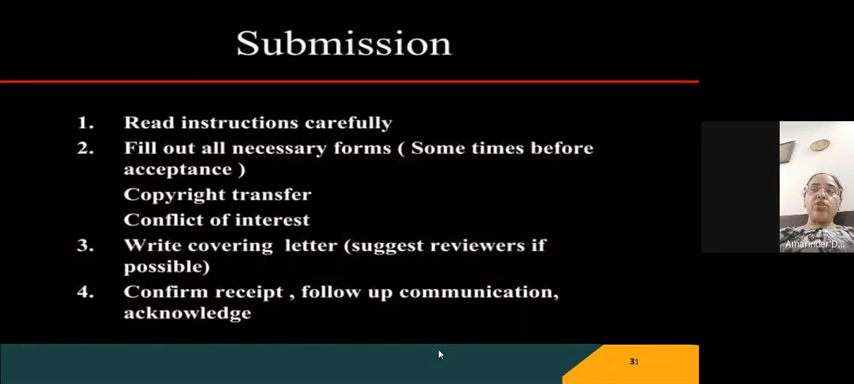 Submission
1. Read instructions carefully
2. Fill out all necessary forms ( Some times before
acceptance )
Copyright transfer
Conflict of interest
3. Write covering letter (suggest reviewers if
possible)
4. Confirm receipt , follow up communication,
acknowledge
31
Amarinder D...